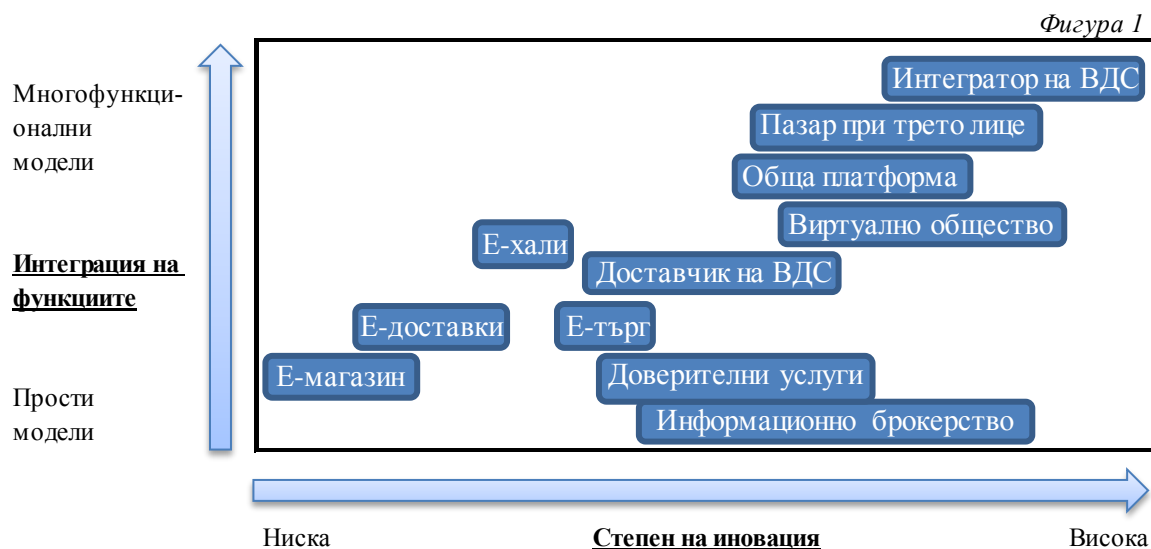 Фигура 1
Многофункци-
онални
модели
Интегратор на ВДС
Пазар при трето лице
Обща платформа
Виртуално общество
Е-хали
Интеграция на
функциите
Доставчик на ВДС
Е-доставки
Е-търг
Е-магазин
Доверителни услуги
Прости
модели
Информационно брокерство
Ниска
Степен на иновация
Висока